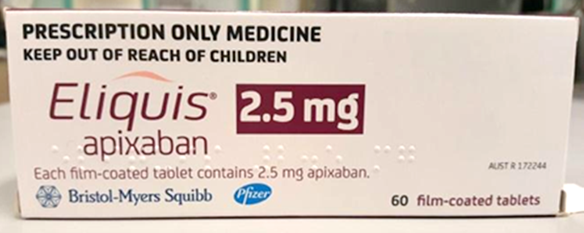 PRESCRIPTION ONLY MEDICINE
KEEP OUT OF REACH OF CHILDREN
Eliquis® 2.5 mg
apixaban
Each film-coated tablet contains 2.5 mg apixaban.
AUST R 172244
Bristol-Myers Squibb Pfizer
60 film-coated tablets